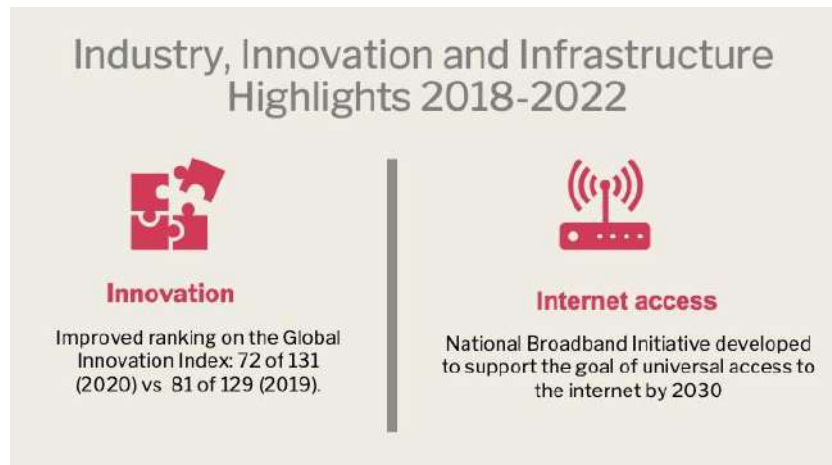 Industry, Innovation and Infrastructure
Highlights 2018-2022
Innovation
Improved ranking on the Global
Innovation Index: 72 of 131
(2020) vs 81 of 129 (2019).
Internet access
National Broadband Initiative developed
to support the goal of universal access to
the internet by 2030